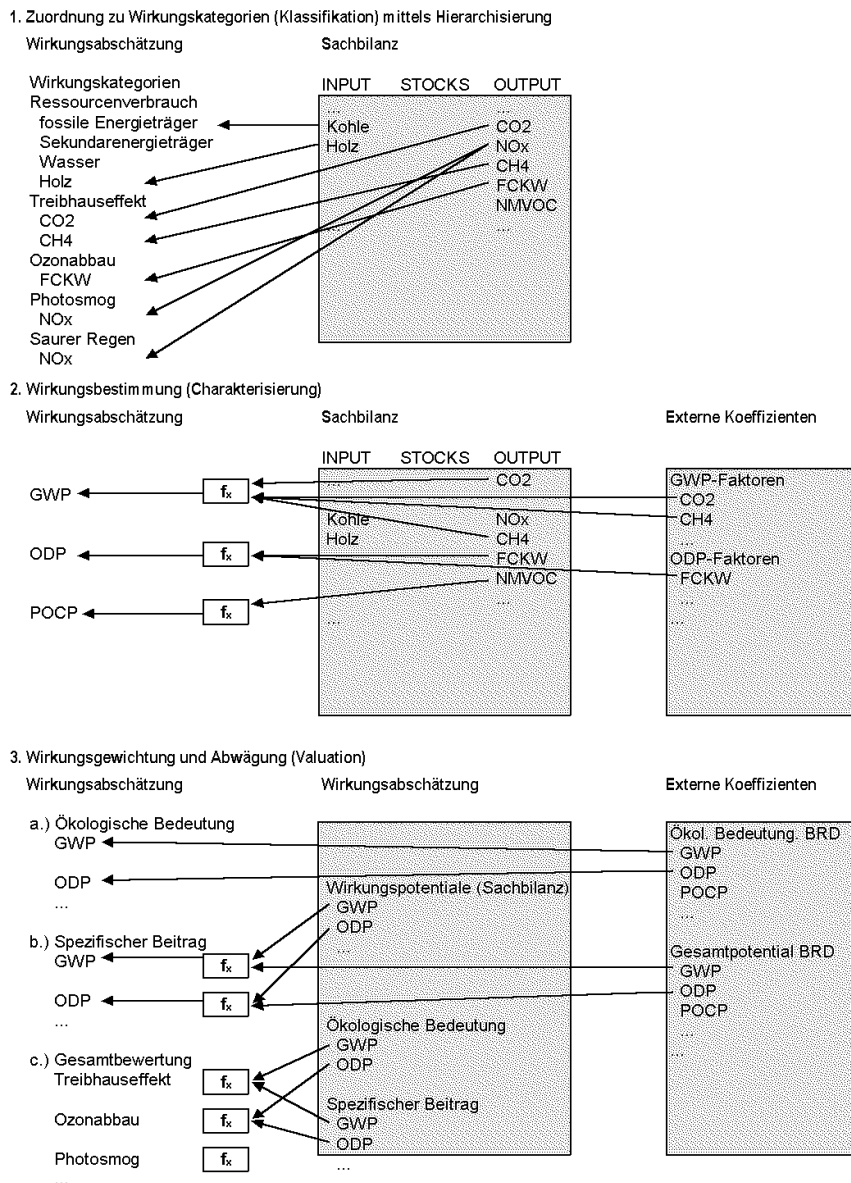 1. Zuordnung zu Wirkungskategorien (Klassifikation) mittels Hierarchisierung
Wirkungsabschätzung Sachbilanz
Wirkungskategorien INPUT STOCKS OUTPUT
Ressourcenverbrauch ... ...
fossile Energieträger Kohle CO2
Sekundarenergieträger Holz NOx
Wasser CH4
Holz FCKW
Treibhauseffekt NMVOC
CO2 ... ...
CH4
Ozonabbau
FCKW
Photosmog
NOx
Saurer Regen
NOx
2. Wirkungsbestimmung (Charakterisierung)
Wirkungsabschätzung Sachbilanz Externe Koeffizienten
INPUT STOCKS OUTPUT
... CO2 GWP-Faktoren
GWP fx CO2
Kohle NOx CH4
Holz CH4 ...
ODP fx FCKW ODP-Faktoren
NMVOC FCKW
... ...
POCP fx ... ...
3. Wirkungsgewichtung und Abwägung (Valuation)
Wirkungsabschätzung Wirkungsabschätzung Externe Koeffizienten
a.) Ökologische Bedeutung Ökol. Bedeutung. BRD
GWP GWP
ODP
ODP Wirkungspotentiale (Sachbilanz) POCP
... GWP ...
ODP
b.) Spezifischer Beitrag ... Gesamtpotential BRD
GWP fx GWP
ODP
ODP fx POCP
... Ökologische Bedeutung ...
GWP ...
c.) Gesamtbewertung ODP
Treibhauseffekt fx
Spezifischer Beitrag
Ozonabbau fx GWP
ODP
Photosmog fx ...
...